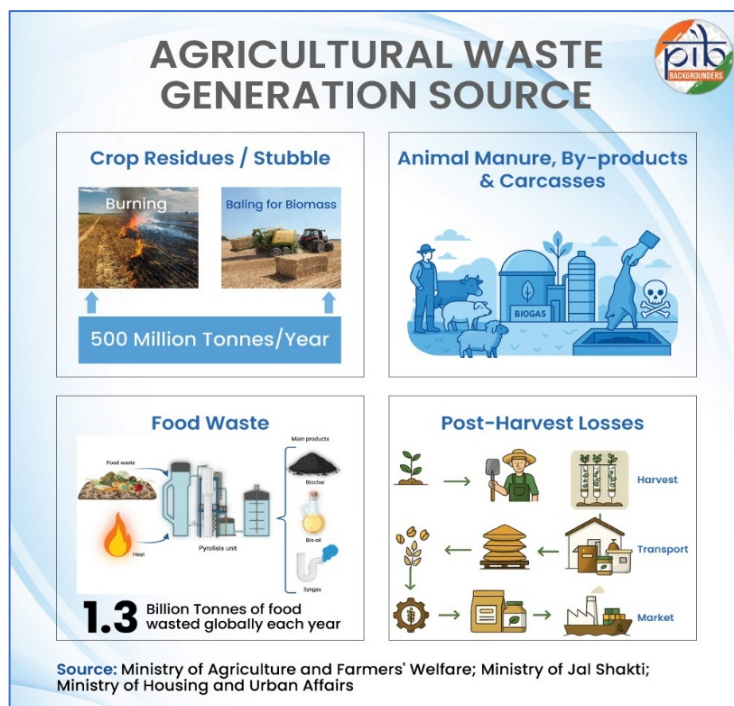 AGRICULTURAL WASTE
GENERATION SOURCE
pib
BACKGROUNDERS
Crop Residues / Stubble
Burning
Baling for Biomass
500 Million Tonnes/Year
Animal Manure, By-products
& Carcasses
BIOGAS
Food Waste
Main products
Food waste
Biochar
Heat
Pyrolisis unit
Bio-oil
Syngas
1.3 Billion Tonnes of food
wasted globally each year
Post-Harvest Losses
Harvest
Transport
Market
Source: Ministry of Agriculture and Farmers' Welfare; Ministry of Jal Shakti;
Ministry of Housing and Urban Affairs